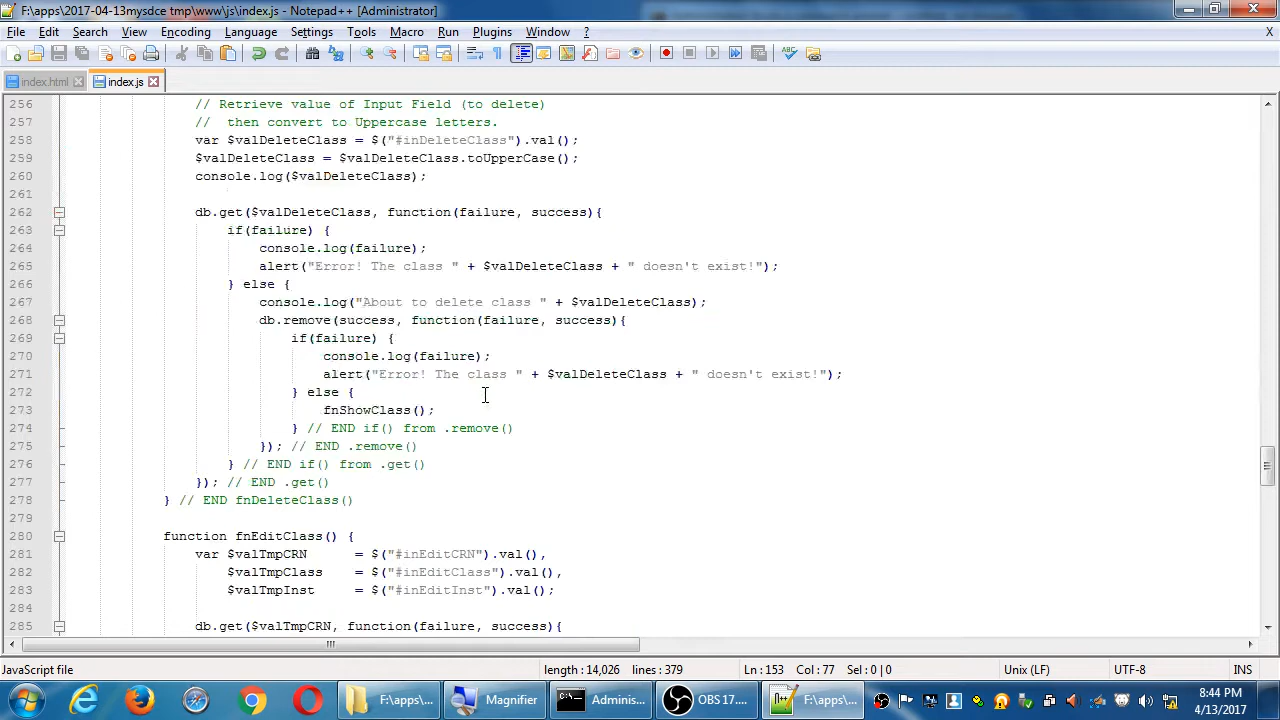 F:\apps\2017-04-13mysdce tmp\www\js\index.js - Notepad++ [Administrator]
File Edit Search View Encoding Language Settings Tools Macro Run Plugins Window ? X
index.html index.js
256 // Retrieve value of Input Field (to delete)
257 // then convert to Uppercase letters.
258 var $valDeleteClass = $("#inDeleteClass").val();
259 $valDeleteClass = $valDeleteClass.toUpperCase();
260 console.log($valDeleteClass);
261
262 db.get($valDeleteClass, function(failure, success){
263 if(failure) {
264 console.log(failure);
265 alert("Error! The class " + $valDeleteClass + " doesn't exist!");
266 } else {
267 console.log("About to delete class " + $valDeleteClass);
268 db.remove(success, function(failure, success){
269 if(failure) {
270 console.log(failure);
271 alert("Error! The class " + $valDeleteClass + " doesn't exist!");
272 } else {
273 fnShowClass();
274 } // END if() from .remove()
275 }); // END .remove()
276 } // END if() from .get()
277 }); // END .get()
278 } // END fnDeleteClass()
279
280 function fnEditClass() {
281 var $valTmpCRN = $("#inEditCRN").val(),
282 $valTmpClass = $("#inEditClass").val(),
283 $valTmpInst = $("#inEditInst").val();
284
285 db.get($valTmpCRN, function(failure, success){
JavaScript file length : 14,026 lines : 379 Ln : 153 Col : 77 Sel : 0 | 0 Unix (LF) UTF-8 INS
F:\apps\... Magnifier Adminis... OBS 17.... F:\apps\... 8:44 PM
4/13/2017